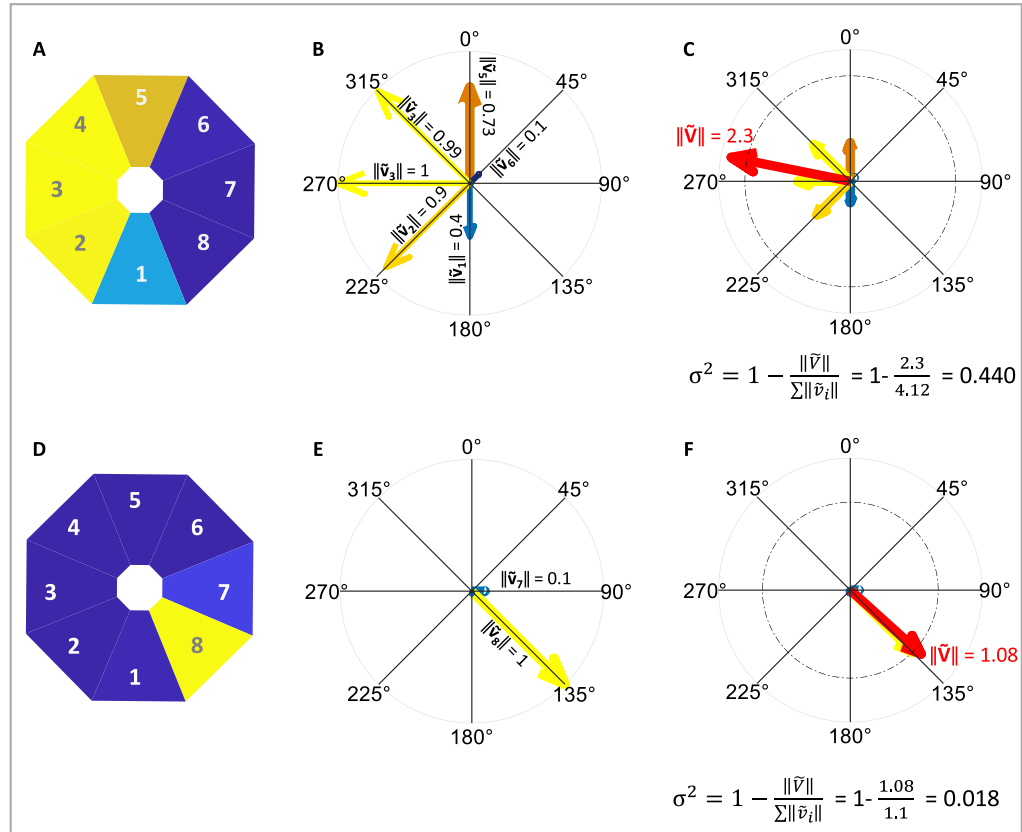 A
5
4
6
3
7
2
8
1
B
0°
315°
45°
270°
90°
225°
135°
180°
‖ṽ₅‖ = 0.73
‖ṽ₃‖ = 0.99
‖ṽ₆‖ = 0.1
‖ṽ₃‖ = 1
‖ṽ₂‖ = 0.9
‖ṽ₁‖ = 0.4
C
0°
315°
45°
‖Ṽ‖ = 2.3
270°
90°
225°
135°
180°
σ² = 1 − ‖Ṽ‖/∑‖ṽᵢ‖ = 1- 2.3/4.12 = 0.440
D
5
4
6
3
7
2
8
1
E
0°
315°
45°
270°
90°
‖ṽ₇‖ = 0.1
‖ṽ₈‖ = 1
225°
135°
180°
F
0°
315°
45°
270°
90°
‖Ṽ‖ = 1.08
225°
135°
180°
σ² = 1 − ‖Ṽ‖/∑‖ṽᵢ‖ = 1- 1.08/1.1 = 0.018